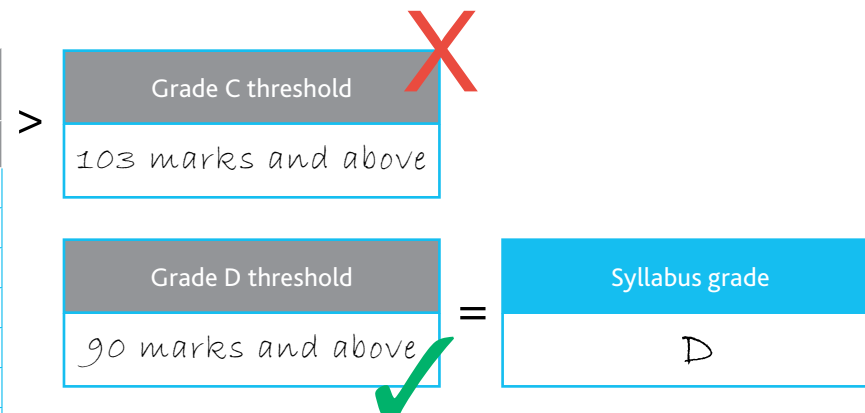 >
Grade C threshold
103 marks and above
Grade D threshold
90 marks and above
=
Syllabus grade
D